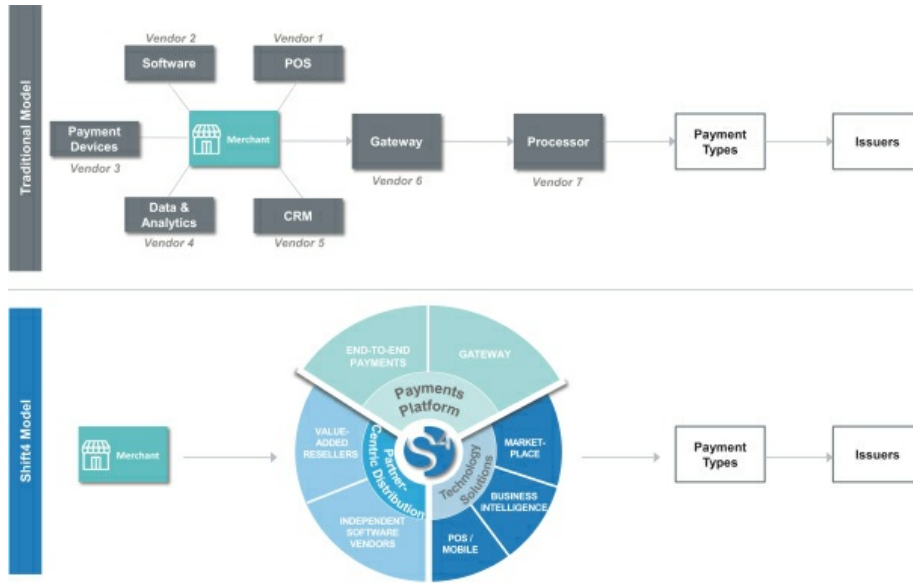 Traditional Model
Vendor 2
Vendor 1
Software
POS
Payment
Devices
Vendor 3
Merchant
Gateway
Vendor 6
Processor
Vendor 7
Payment
Types
Issuers
Data &
Analytics
Vendor 4
CRM
Vendor 5
Shift4 Model
Merchant
END-TO-END
PAYMENTS
GATEWAY
Payments
Platform
VALUE-
ADDED
RESELLERS
Partner-
Centric Distribution
INDEPENDENT
SOFTWARE
VENDORS
S4
Technology
Solutions
MARKET-
PLACE
BUSINESS
INTELLIGENCE
POS /
MOBILE
Payment
Types
Issuers